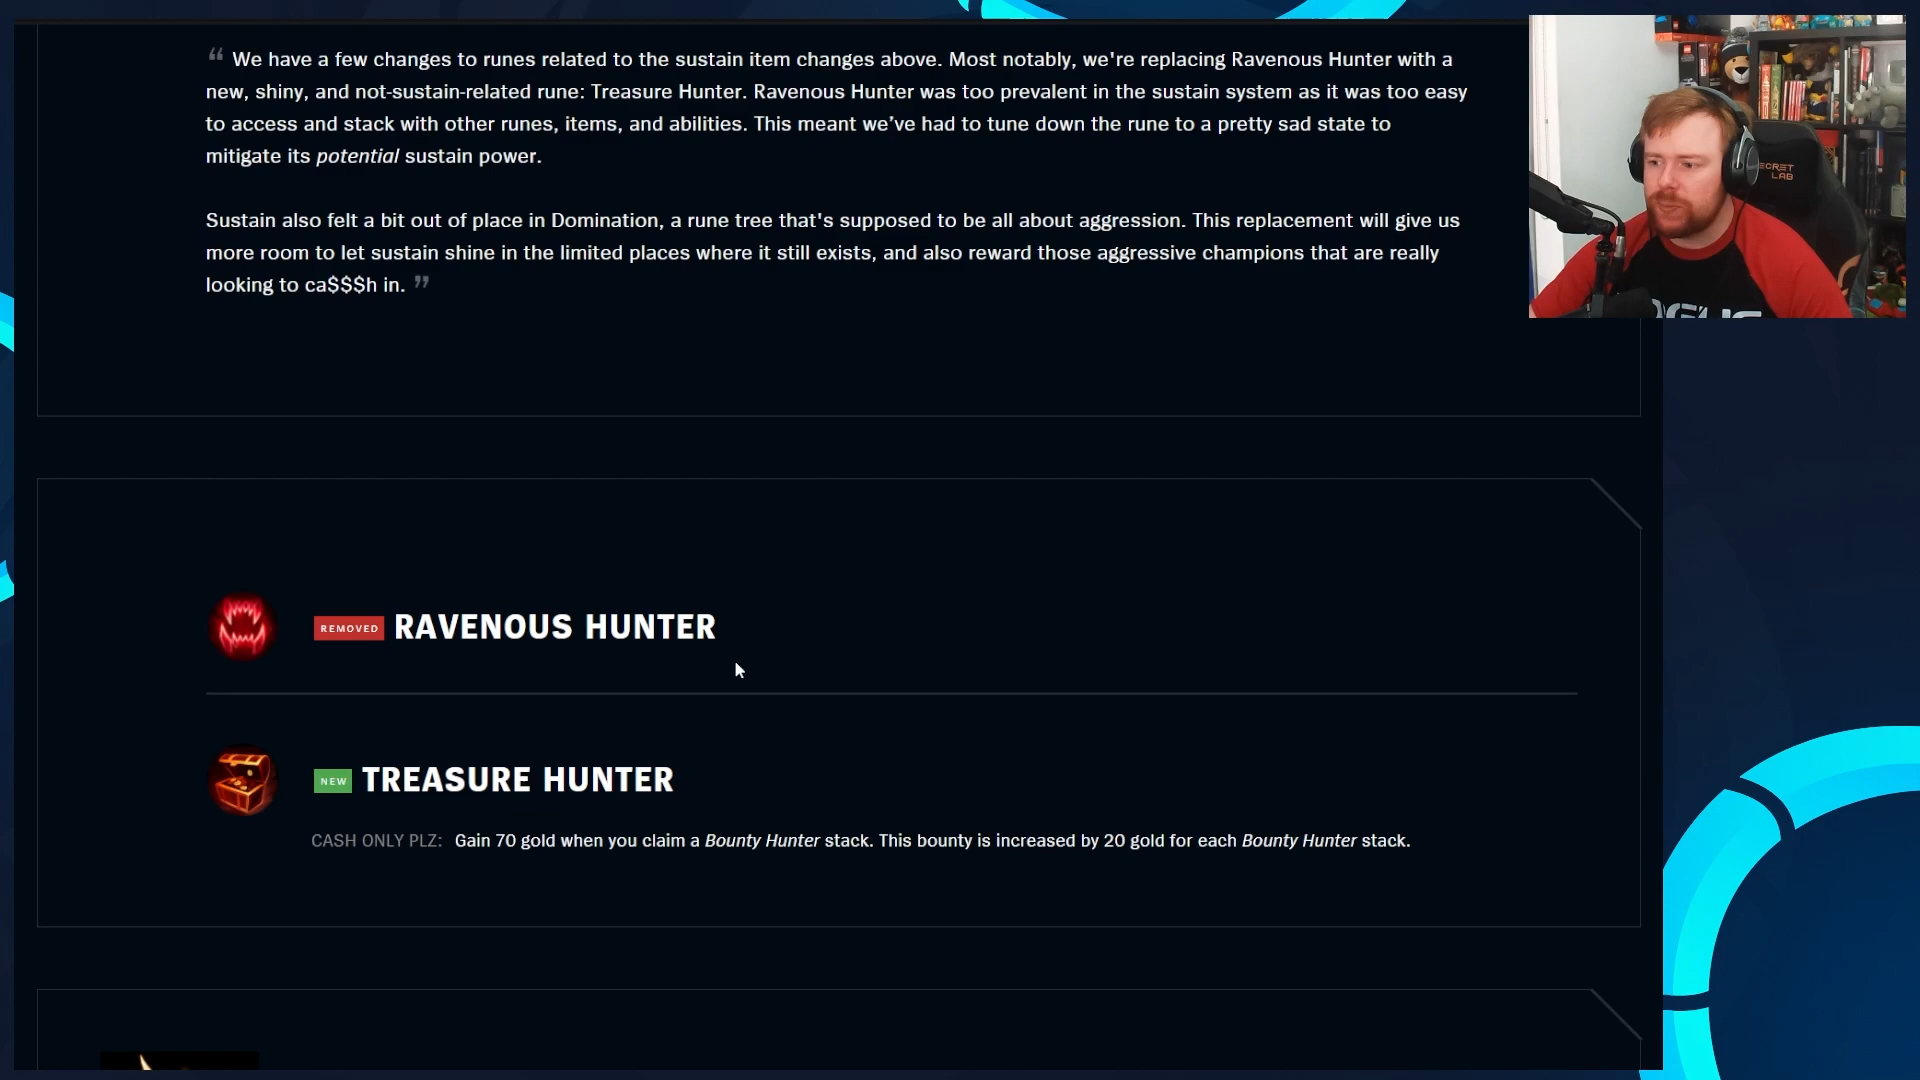 “ We have a few changes to runes related to the sustain item changes above. Most notably, we're replacing Ravenous Hunter with a
new, shiny, and not-sustain-related rune: Treasure Hunter. Ravenous Hunter was too prevalent in the sustain system as it was too easy
to access and stack with other runes, items, and abilities. This meant we’ve had to tune down the rune to a pretty sad state to
mitigate its potential sustain power.
Sustain also felt a bit out of place in Domination, a rune tree that's supposed to be all about aggression. This replacement will give us
more room to let sustain shine in the limited places where it still exists, and also reward those aggressive champions that are really
looking to ca$$$h in. ”
REMOVED RAVENOUS HUNTER
NEW TREASURE HUNTER
CASH ONLY PLZ: Gain 70 gold when you claim a Bounty Hunter stack. This bounty is increased by 20 gold for each Bounty Hunter stack.